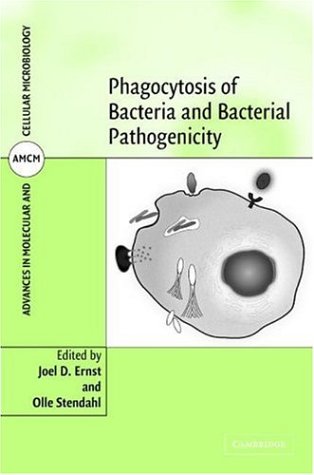 Phagocytosis of
Bacteria and Bacterial
Pathogenicity
ADVANCES IN MOLECULAR AND
AMCM
CELLULAR MICROBIOLOGY
Edited by
Joel D. Ernst
and
Olle Stendahl
CAMBRIDGE